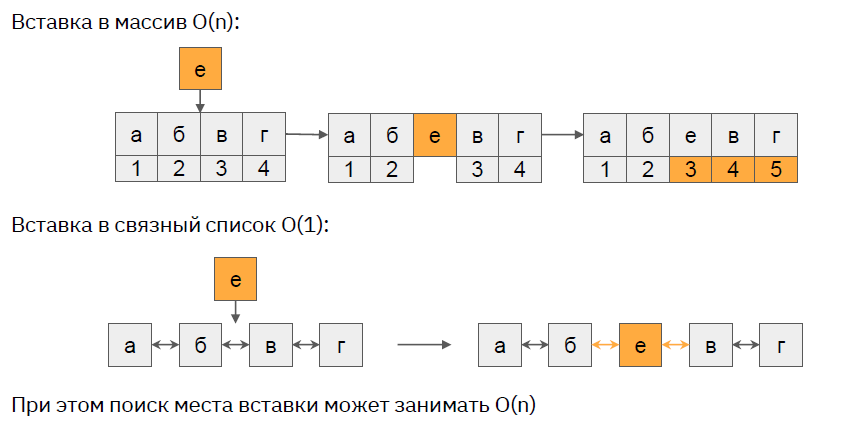 Вставка в массив O(n):
е
а б в г а б е в г а б е в г
1 2 3 4 1 2 3 4 1 2 3 4 5
Вставка в связный список O(1):
е
а б в г а б е в г
При этом поиск места вставки может занимать O(n)